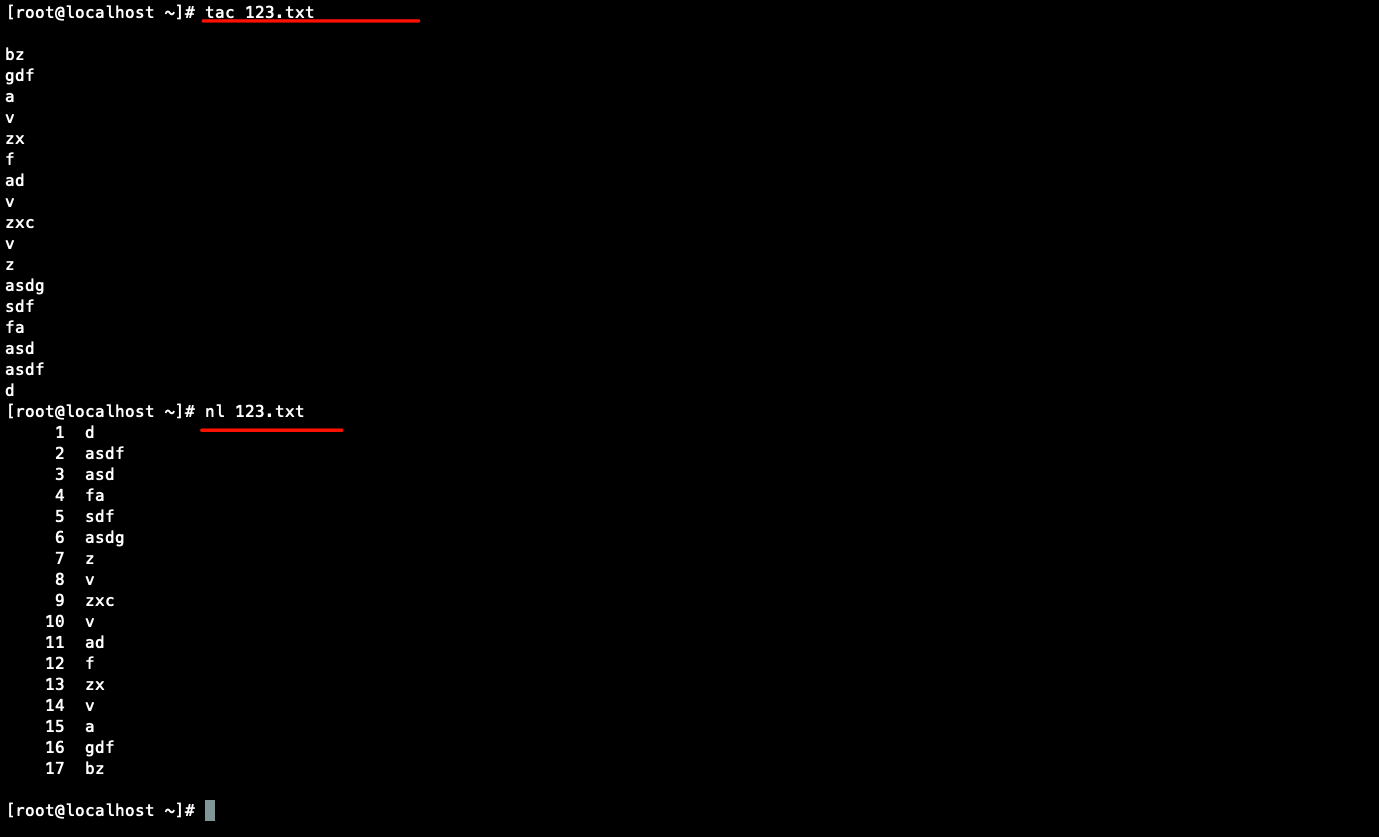 [root@localhost ~]# tac 123.txt

bz
gdf
a
v
zx
f
ad
v
zxc
v
z
asdg
sdf
fa
asd
asdf
d
[root@localhost ~]# nl 123.txt
     1  d
     2  asdf
     3  asd
     4  fa
     5  sdf
     6  asdg
     7  z
     8  v
     9  zxc
    10  v
    11  ad
    12  f
    13  zx
    14  v
    15  a
    16  gdf
    17  bz

[root@localhost ~]#